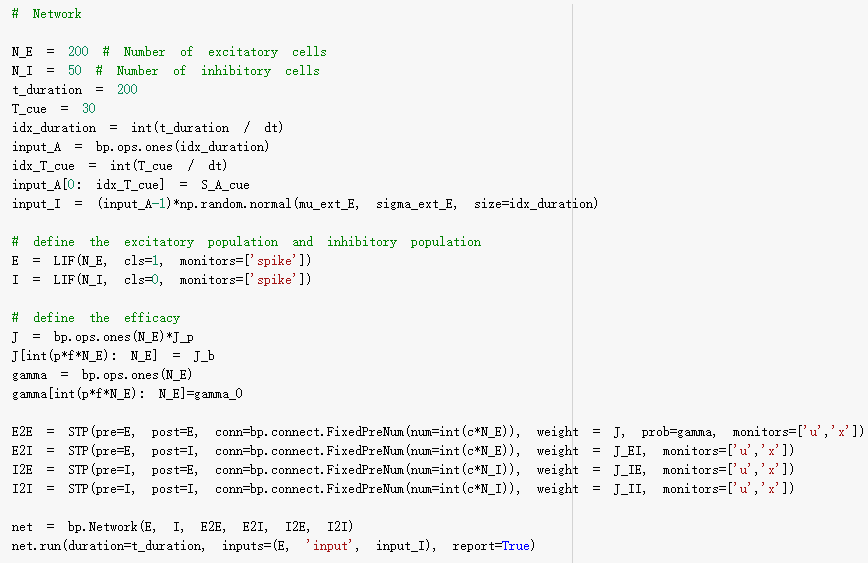 # Network
N_E = 200 # Number of excitatory cells
N_I = 50 # Number of inhibitory cells
t_duration = 200
T_cue = 30
idx_duration = int(t_duration / dt)
input_A = bp.ops.ones(idx_duration)
idx_T_cue = int(T_cue / dt)
input_A[0: idx_T_cue] = S_A_cue
input_I = (input_A-1)*np.random.normal(mu_ext_E, sigma_ext_E, size=idx_duration)
# define the excitatory population and inhibitory population
E = LIF(N_E, cls=1, monitors=['spike'])
I = LIF(N_I, cls=0, monitors=['spike'])
# define the efficacy
J = bp.ops.ones(N_E)*J_p
J[int(p*f*N_E): N_E] = J_b
gamma = bp.ops.ones(N_E)
gamma[int(p*f*N_E): N_E]=gamma_0
E2E = STP(pre=E, post=E, conn=bp.connect.FixedPreNum(num=int(c*N_E)), weight = J, prob=gamma, monitors=['u','x'])
E2I = STP(pre=E, post=I, conn=bp.connect.FixedPreNum(num=int(c*N_E)), weight = J_EI, monitors=['u','x'])
I2E = STP(pre=I, post=E, conn=bp.connect.FixedPreNum(num=int(c*N_I)), weight = J_IE, monitors=['u','x'])
I2I = STP(pre=I, post=I, conn=bp.connect.FixedPreNum(num=int(c*N_I)), weight = J_II, monitors=['u','x'])
net = bp.Network(E, I, E2E, E2I, I2E, I2I)
net.run(duration=t_duration, inputs=(E, 'input', input_I), report=True)